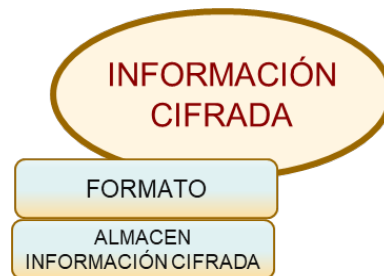 INFORMACIÓN
CIFRADA
FORMATO
ALMACEN
INFORMACIÓN CIFRADA